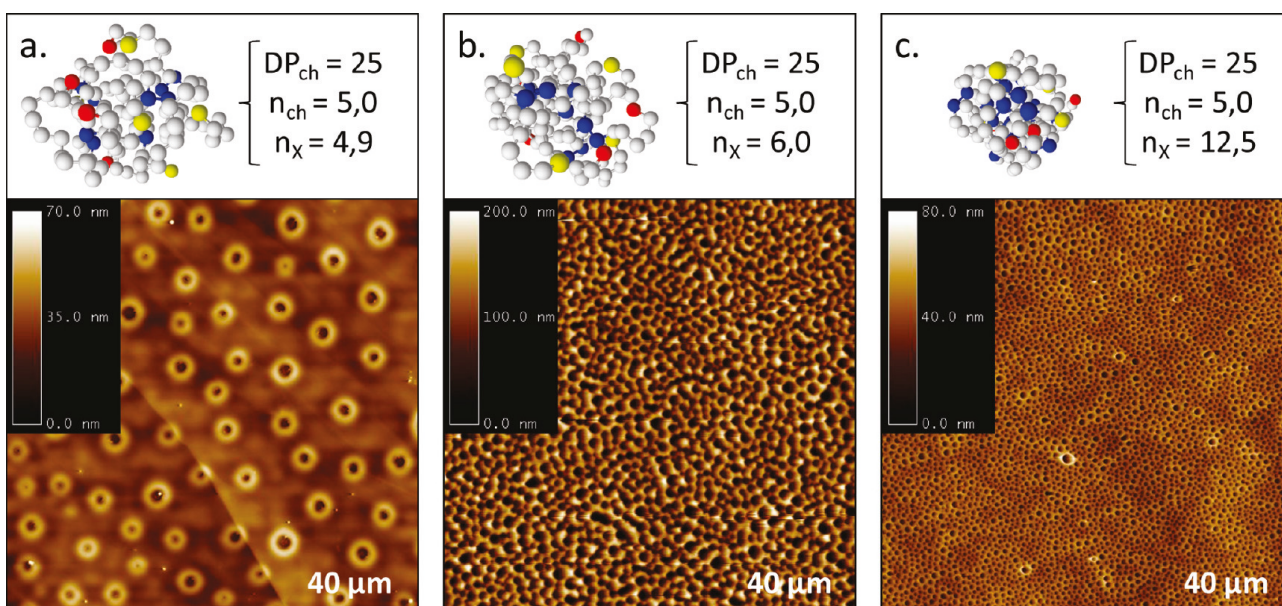 a.
DP_ch = 25
n_ch = 5,0
n_X = 4,9
70.0 nm
35.0 nm
0.0 nm
40 µm
b.
DP_ch = 25
n_ch = 5,0
n_X = 6,0
200.0 nm
100.0 nm
0.0 nm
40 µm
c.
DP_ch = 25
n_ch = 5,0
n_X = 12,5
80.0 nm
40.0 nm
0.0 nm
40 µm